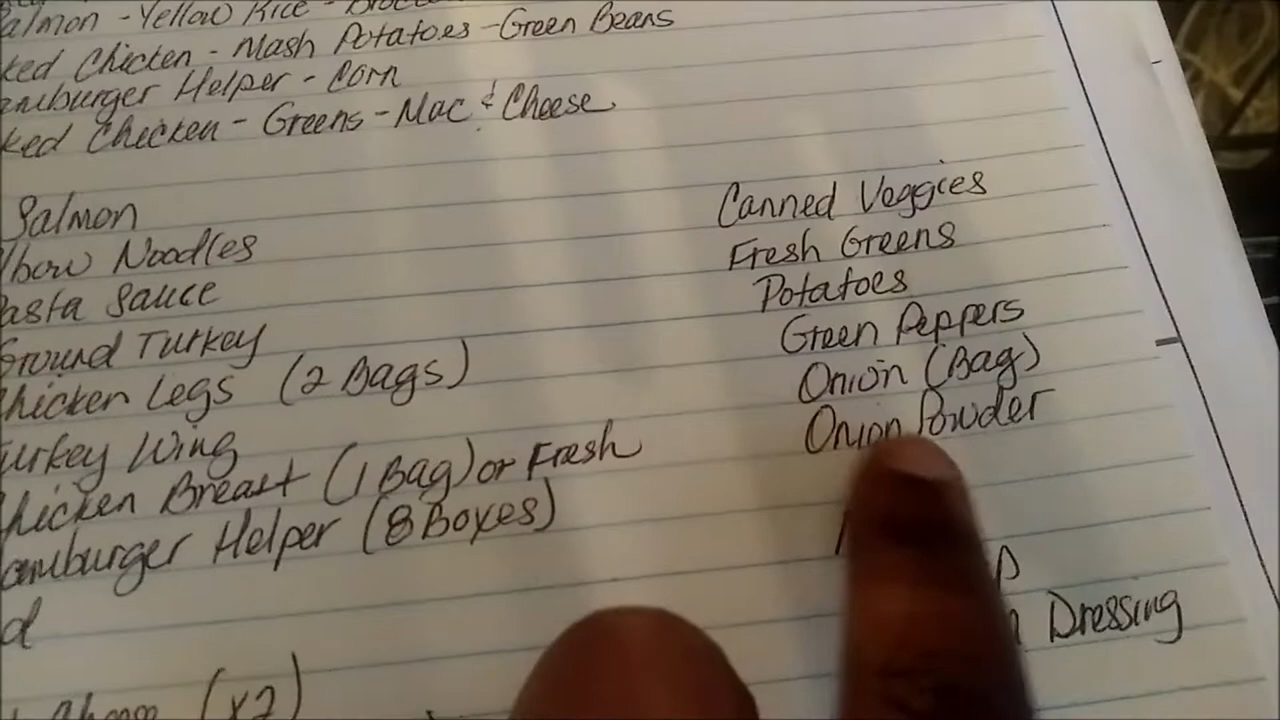 almon - Yellow Rice -
ked Chicken - Mash Potatoes - Green Beans
amburger Helper - Corn
ked Chicken - Greens - Mac & Cheese
Salmon
lbow Noodles
asta Sauce
Ground Turkey
hicken Legs (2 Bags)
urkey Wing
hicken Breast (1 Bag) or Fresh
amburger Helper (8 Boxes)
d
(x2)
Canned Veggies
Fresh Greens
Potatoes
Green Peppers
Onion (Bag)
Onion Powder
Dressing